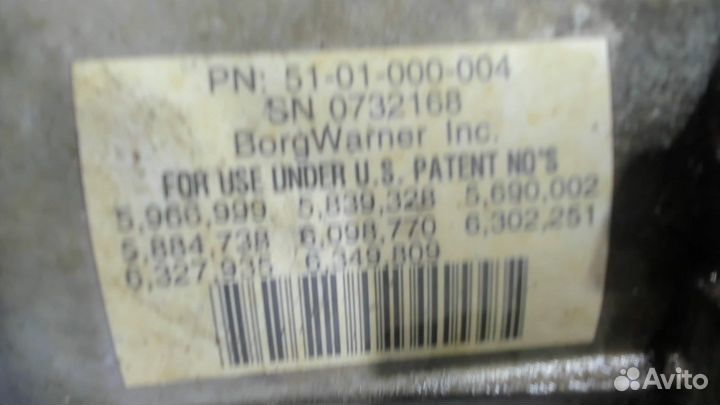 PN: 51-01-000-004
SN 0732168
BorgWarner Inc.
FOR USE UNDER U.S. PATENT NO'S
5,966,999 5,839,328 5,690,002
5,884,738 6,098,770 6,302,251
6,327,935 6,349,809
Avito